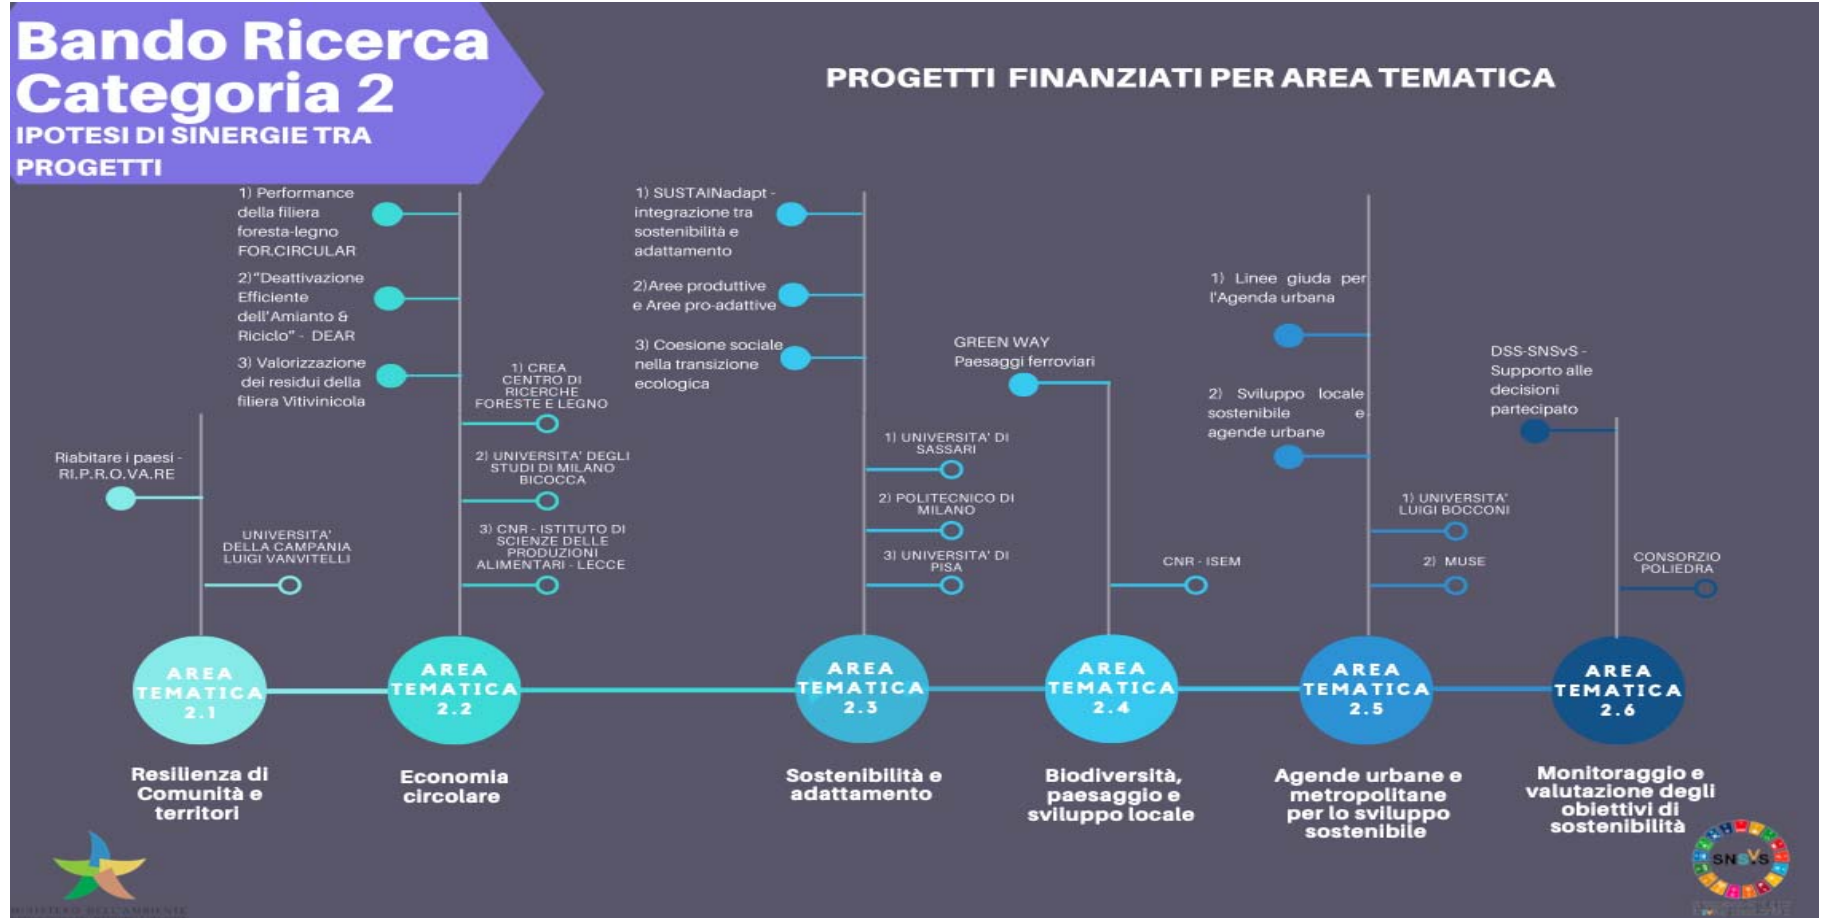 Bando Ricerca
Categoria 2
IPOTESI DI SINERGIE TRA
PROGETTI
PROGETTI FINANZIATI PER AREA TEMATICA
Riabitare i paesi -
RI.P.R.O.VA.RE
UNIVERSITA'
DELLA CAMPANIA
LUIGI VANVITELLI
AREA
TEMATICA
2.1
Resilienza di
Comunità e
territori
1) Performance
della filiera
foresta-legno
FOR.CIRCULAR
2)"Deattivazione
Efficiente
dell'Amianto &
Riciclo" - DEAR
3) Valorizzazione
dei residui della
filiera Vitivinicola
1) CREA
CENTRO DI
RICERCHE
FORESTE E LEGNO
2) UNIVERSITA' DEGLI
STUDI DI MILANO
BICOCCA
3) CNR - ISTITUTO DI
SCIENZE DELLE
PRODUZIONI
ALIMENTARI - LECCE
AREA
TEMATICA
2.2
Economia
circolare
1) SUSTAINadapt -
integrazione tra
sostenibilità e
adattamento
2)Aree produttive
e Aree pro-adattive
3) Coesione sociale
nella transizione
ecologica
1) UNIVERSITA' DI
SASSARI
2) POLITECNICO DI
MILANO
3) UNIVERSITA' DI
PISA
AREA
TEMATICA
2.3
Sostenibilità e
adattamento
GREEN WAY
Paesaggi ferroviari
CNR - ISEM
AREA
TEMATICA
2.4
Biodiversità,
paesaggio e
sviluppo locale
1) Linee giuda per
l'Agenda urbana
2) Sviluppo locale
sostenibile e
agende urbane
1) UNIVERSITA'
LUIGI BOCCONI
2) MUSE
AREA
TEMATICA
2.5
Agende urbane e
metropolitane
per lo sviluppo
sostenibile
DSS-SNSvS -
Supporto alle
decisioni
partecipato
CONSORZIO
POLIEDRA
AREA
TEMATICA
2.6
Monitoraggio e
valutazione degli
obiettivi di
sostenibilità
MINISTERO DELL'AMBIENTE
SNSVS